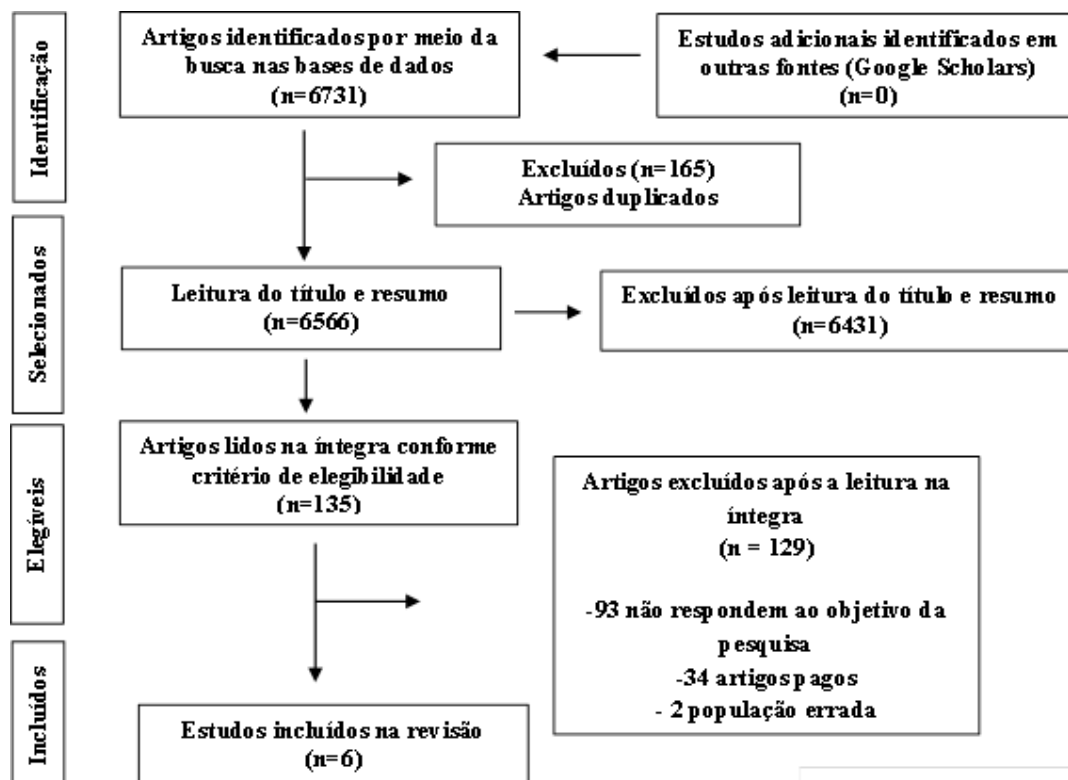 Identificação
Artigos identificados por meio da
busca nas bases de dados
(n=6731)
Estudos adicionais identificados em
outras fontes (Google Scholars)
(n=0)
Excluídos (n=165)
Artigos duplicados
Selecionados
Leitura do título e resumo
(n=6566)
Excluídos após leitura do título e resumo
(n=6431)
Elegíveis
Artigos lidos na íntegra conforme
critério de elegibilidade
(n=135)
Artigos excluídos após a leitura na
íntegra
(n = 129)
-93 não respondem ao objetivo da
pesquisa
-34 artigos pagos
- 2 população errada
Incluídos
Estudos incluídos na revisão
(n=6)